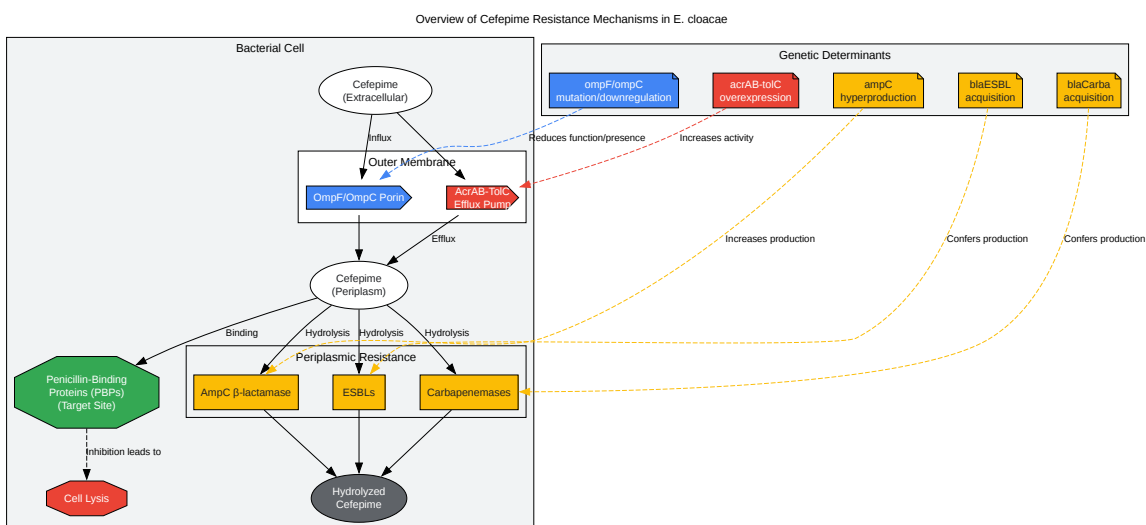 Overview of Cefepime Resistance Mechanisms in E. cloacae
Bacterial Cell
Genetic Determinants
Cefepime
(Extracellular)
ompF/ompC
mutation/downregulation
acrAB-tolC
overexpression
ampC
hyperproduction
blaESBL
acquisition
blaCarba
acquisition
Influx
Reduces function/presence
Increases activity
Outer Membrane
OmpF/OmpC Porin
AcrAB-TolC
Efflux Pump
Efflux
Increases production
Confers production
Confers production
Cefepime
(Periplasm)
Binding
Hydrolysis
Hydrolysis
Hydrolysis
Periplasmic Resistance
Penicillin-Binding
Proteins (PBPs)
(Target Site)
AmpC β-lactamase
ESBLs
Carbapenemases
Inhibition leads to
Cell Lysis
Hydrolyzed
Cefepime